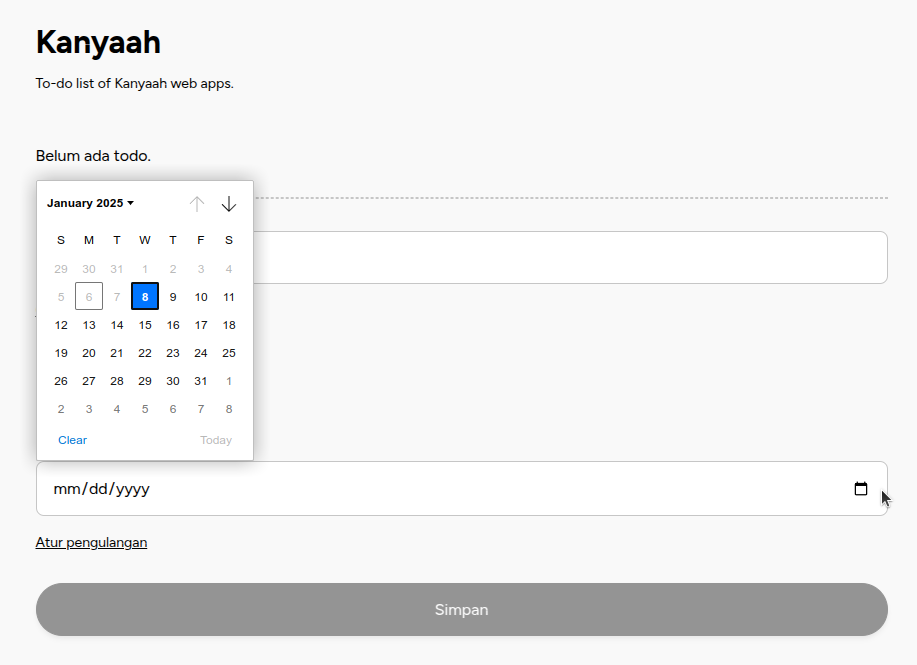 Kanyaah
To-do list of Kanyaah web apps.
Belum ada todo.
January 2025
S M T W T F S
29 30 31 1 2 3 4
5 6 7 8 9 10 11
12 13 14 15 16 17 18
19 20 21 22 23 24 25
26 27 28 29 30 31 1
2 3 4 5 6 7 8
Clear Today
mm/dd/yyyy
Atur pengulangan
Simpan